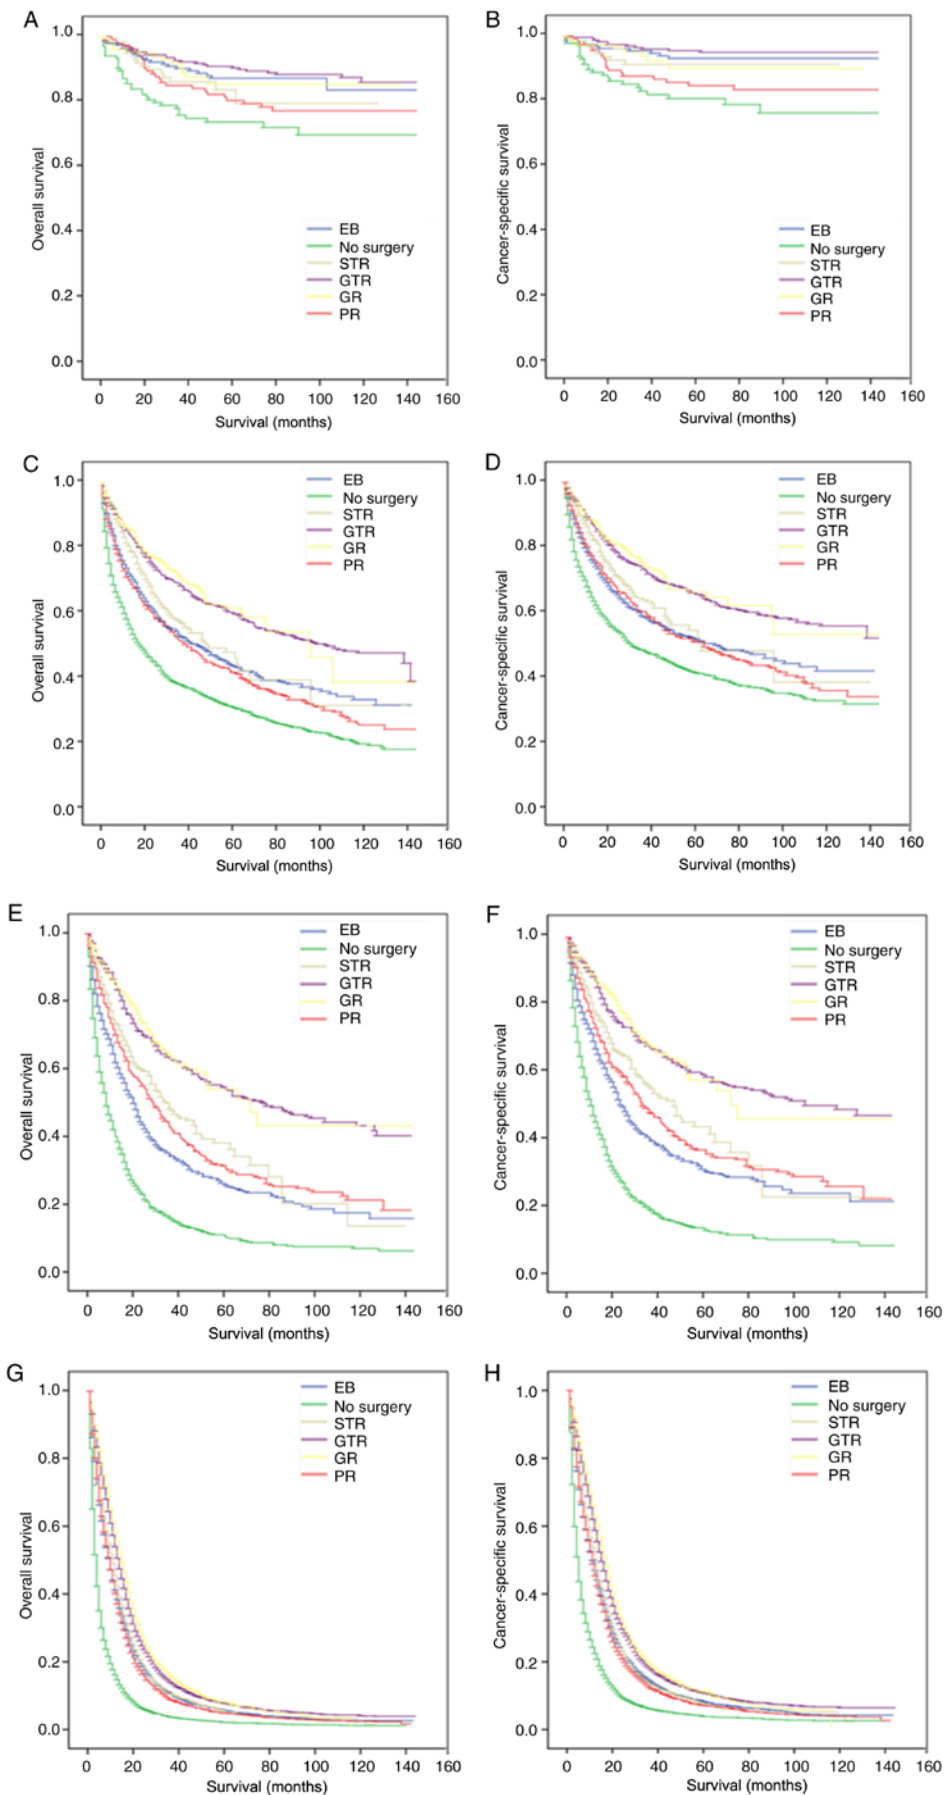 A
1.0
0.8
0.6
0.4
0.2
0.0
Overall survival
EB
No surgery
STR
GTR
GR
PR
0 20 40 60 80 100 120 140 160
Survival (months)
B
1.0
0.8
0.6
0.4
0.2
0.0
Cancer-specific survival
EB
No surgery
STR
GTR
GR
PR
0 20 40 60 80 100 120 140 160
Survival (months)
C
1.0
0.8
0.6
0.4
0.2
0.0
Overall survival
EB
No surgery
STR
GTR
GR
PR
0 20 40 60 80 100 120 140 160
Survival (months)
D
1.0
0.8
0.6
0.4
0.2
0.0
Cancer-specific survival
EB
No surgery
STR
GTR
GR
PR
0 20 40 60 80 100 120 140 160
Survival (months)
E
1.0
0.8
0.6
0.4
0.2
0.0
Overall survival
EB
No surgery
STR
GTR
GR
PR
0 20 40 60 80 100 120 140 160
Survival (months)
F
1.0
0.8
0.6
0.4
0.2
0.0
Cancer-specific survival
EB
No surgery
STR
GTR
GR
PR
0 20 40 60 80 100 120 140 160
Survival (months)
G
1.0
0.8
0.6
0.4
0.2
0.0
Overall survival
EB
No surgery
STR
GTR
GR
PR
0 20 40 60 80 100 120 140 160
Survival (months)
H
1.0
0.8
0.6
0.4
0.2
0.0
Cancer-specific survival
EB
No surgery
STR
GTR
GR
PR
0 20 40 60 80 100 120 140 160
Survival (months)